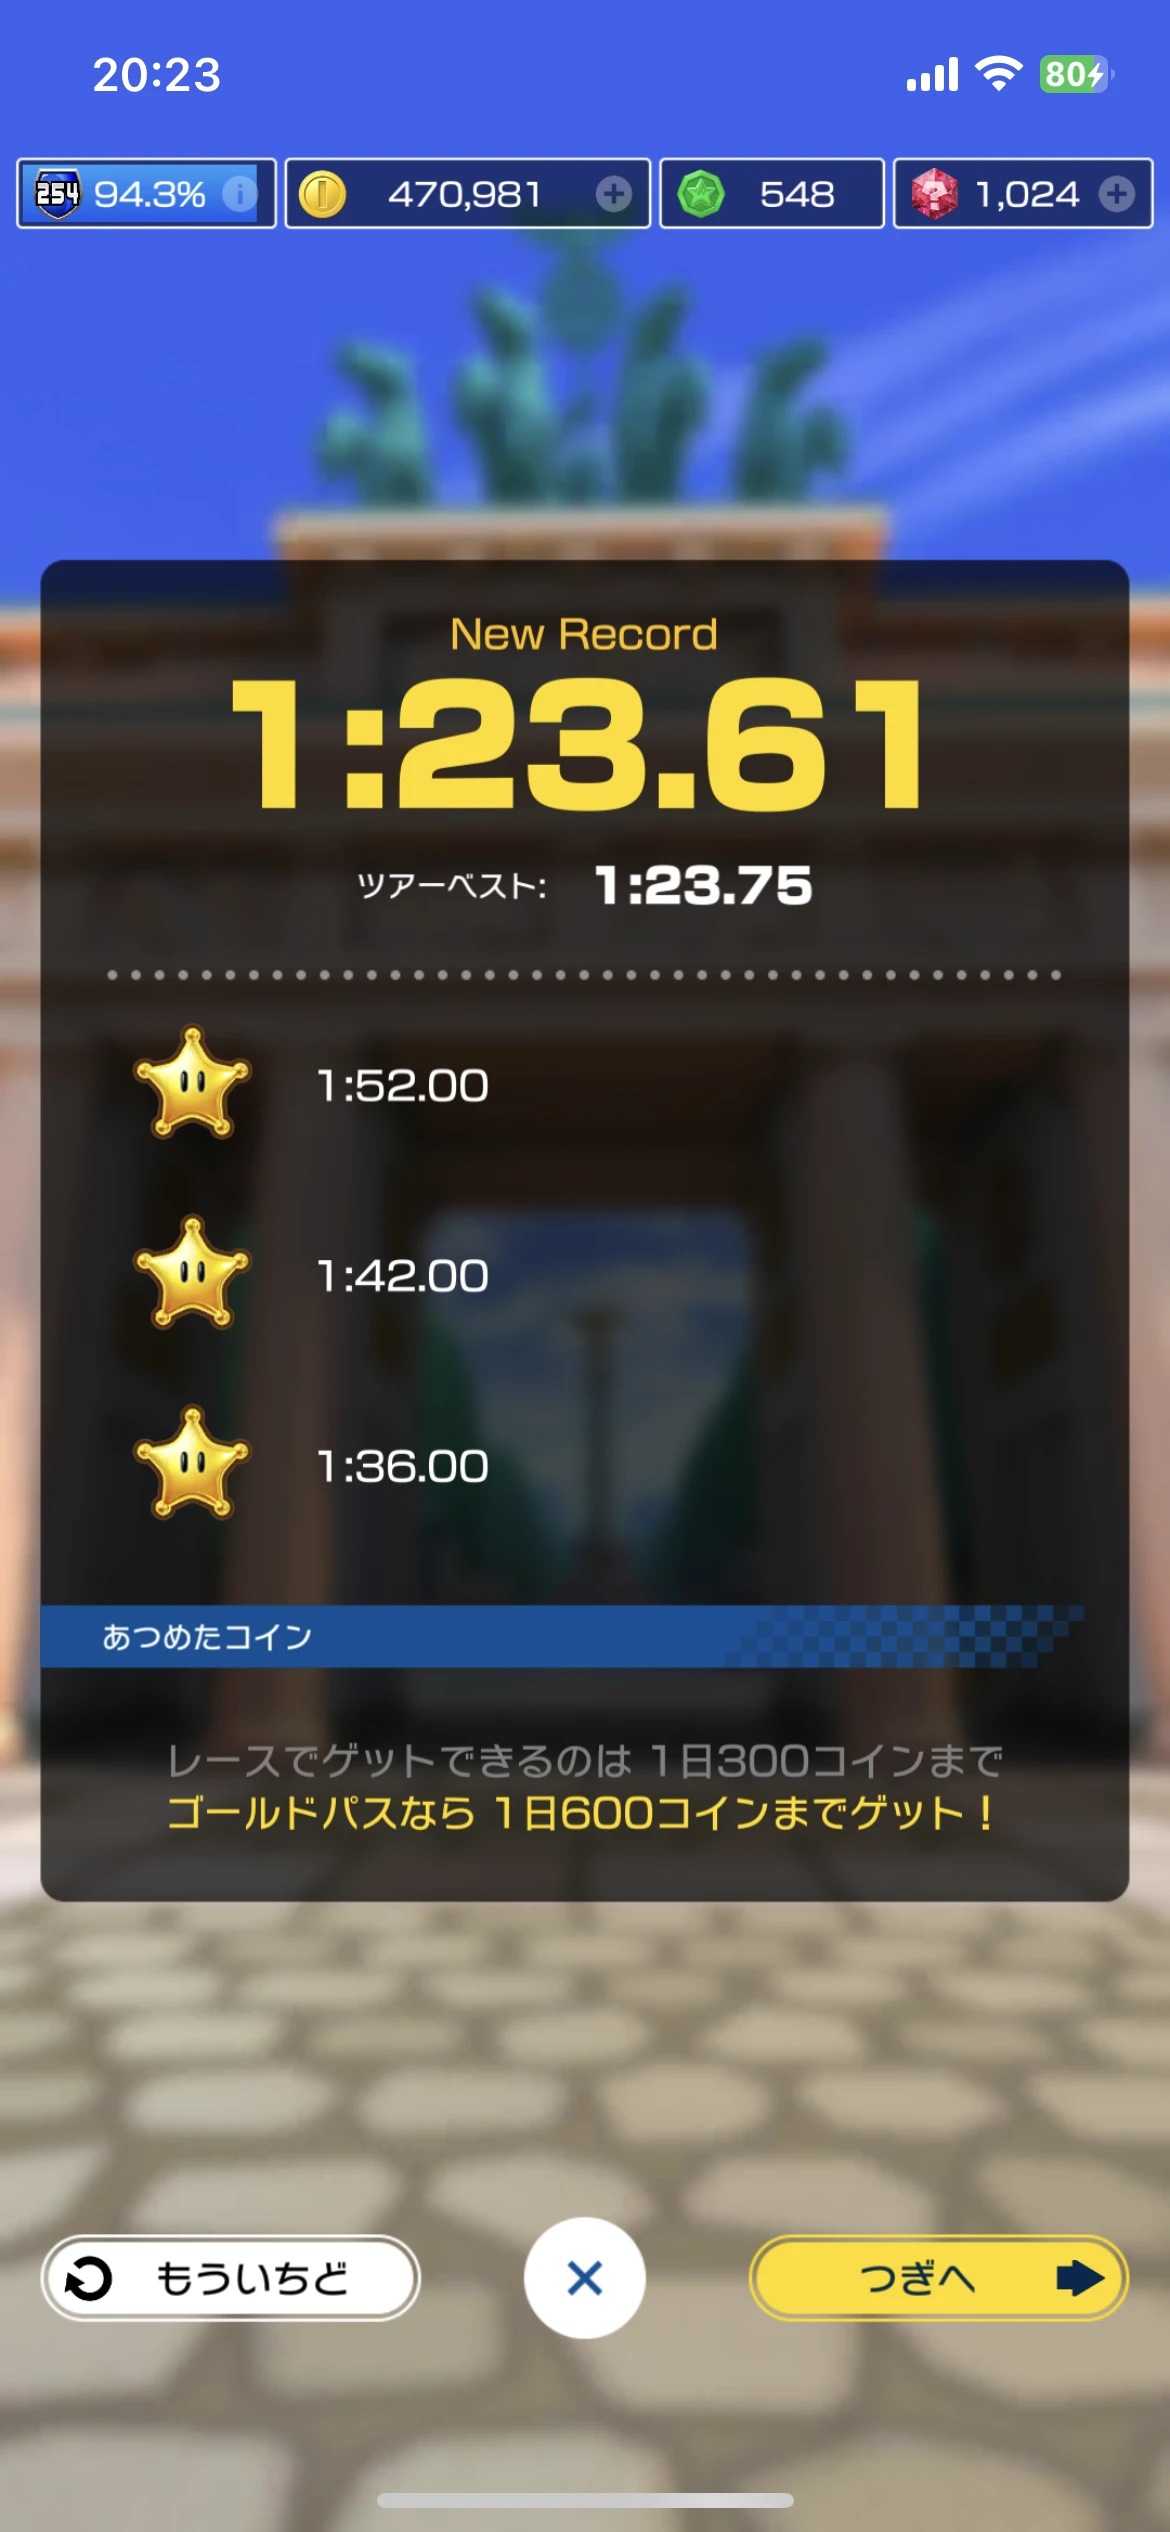 20:23
80
254 94.3% i 470,981 + 548 1,024 +
New Record
1:23.61
ツアーベスト: 1:23.75
1:52.00
1:42.00
1:36.00
あつめたコイン
レースでゲットできるのは 1日300コインまで
ゴールドパスなら 1日600コインまでゲット！
もういちど
×
つぎへ